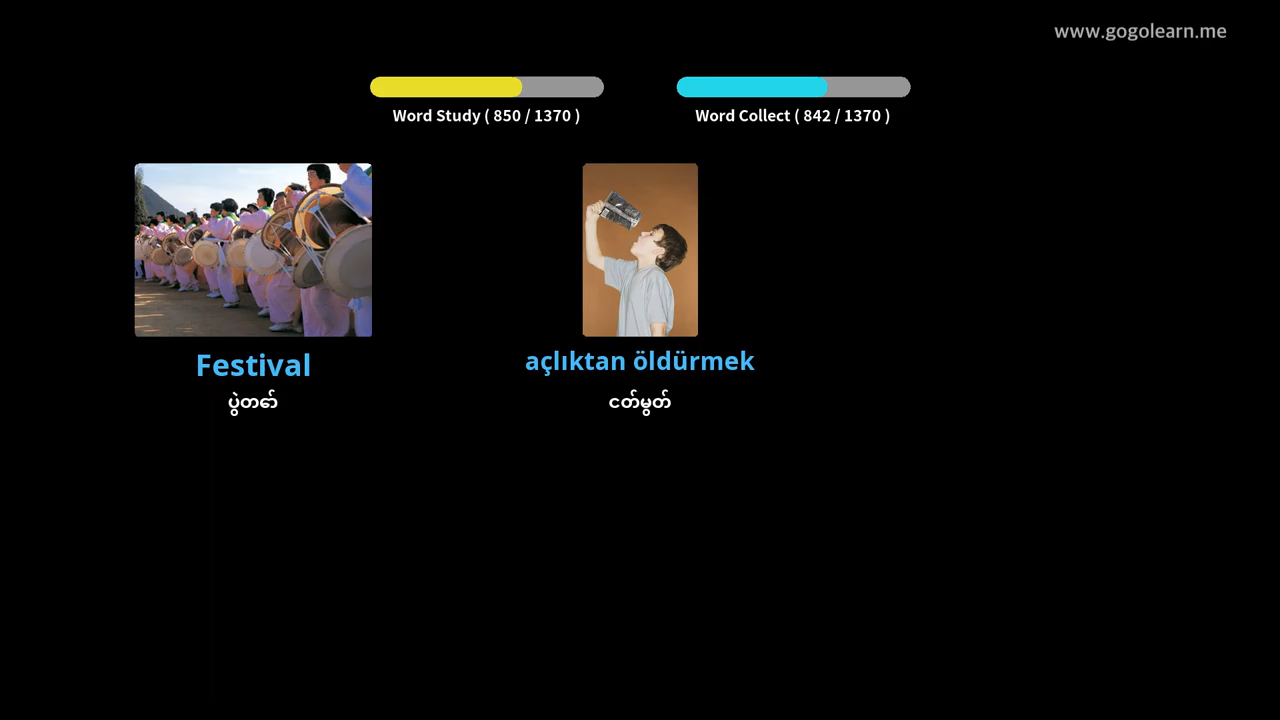 www.gogolearn.me
Word Study ( 850 / 1370 )
Word Collect ( 842 / 1370 )
Festival
ပွဲတော်
açlıktan öldürmek
ငတ်မွတ်